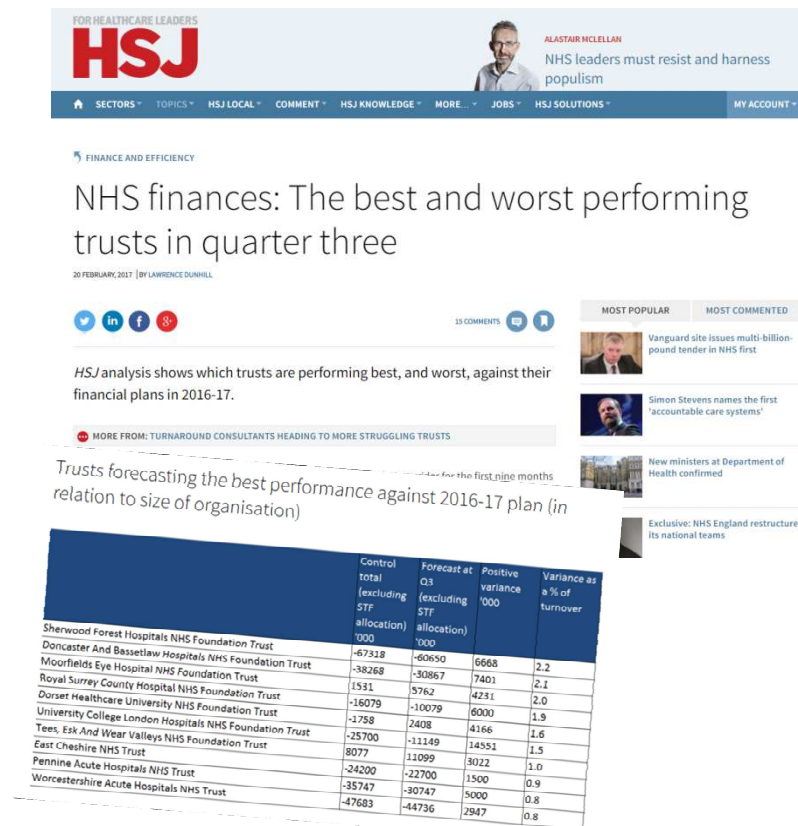 FOR HEALTHCARE LEADERS
HSJ
ALASTAIR MCLELLAN
NHS leaders must resist and harness
populism
SECTORS TOPICS HSJ LOCAL COMMENT HSJ KNOWLEDGE MORE... JOBS HSJ SOLUTIONS MY ACCOUNT
FINANCE AND EFFICIENCY
NHS finances: The best and worst performing
trusts in quarter three
20 FEBRUARY, 2017 | BY LAWRENCE DUNHILL
15 COMMENTS
HSJ analysis shows which trusts are performing best, and worst, against their
financial plans in 2016-17.
MORE FROM: TURNAROUND CONSULTANTS HEADING TO MORE STRUGGLING TRUSTS
for the first nine months
MOST POPULAR MOST COMMENTED
Vanguard site issues multi-billion-
pound tender in NHS first
Simon Stevens names the first
'accountable care systems'
New ministers at Department of
Health confirmed
Exclusive: NHS England restructure
its national teams
Trusts forecasting the best performance against 2016-17 plan (in
relation to size of organisation)
Control total (excluding STF allocation) '000 Forecast at Q3 (excluding STF allocation) '000 Positive variance '000 Variance as a % of turnover
Sherwood Forest Hospitals NHS Foundation Trust -67318 -60650 6668 2.2
Doncaster And Bassetlaw Hospitals NHS Foundation Trust -38268 -30867 7401 2.1
Moorfields Eye Hospital NHS Foundation Trust 1531 5762 4231 2.0
Royal Surrey County Hospital NHS Foundation Trust -16079 -10079 6000 1.9
Dorset Healthcare University NHS Foundation Trust -1758 2408 4166 1.6
University College London Hospitals NHS Foundation Trust -25700 -11149 14551 1.5
Tees, Esk And Wear Valleys NHS Foundation Trust 8077 11099 3022 1.0
East Cheshire NHS Trust -24200 -22700 1500 0.9
Pennine Acute Hospitals NHS Trust -35747 -30747 5000 0.8
Worcestershire Acute Hospitals NHS Trust -47683 -44736 2947 0.8